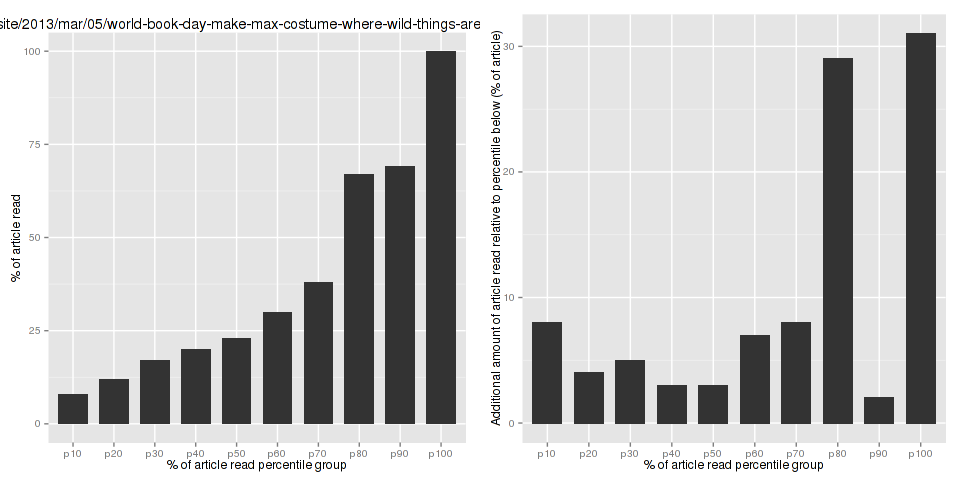 site/2013/mar/05/world-book-day-make-max-costume-where-wild-things-are
% of article read
100
75
50
25
0
p10 p20 p30 p40 p50 p60 p70 p80 p90 p100
% of article read percentile group
Additional amount of article read relative to percentile below (% of article)
30
20
10
0
p10 p20 p30 p40 p50 p60 p70 p80 p90 p100
% of article read percentile group